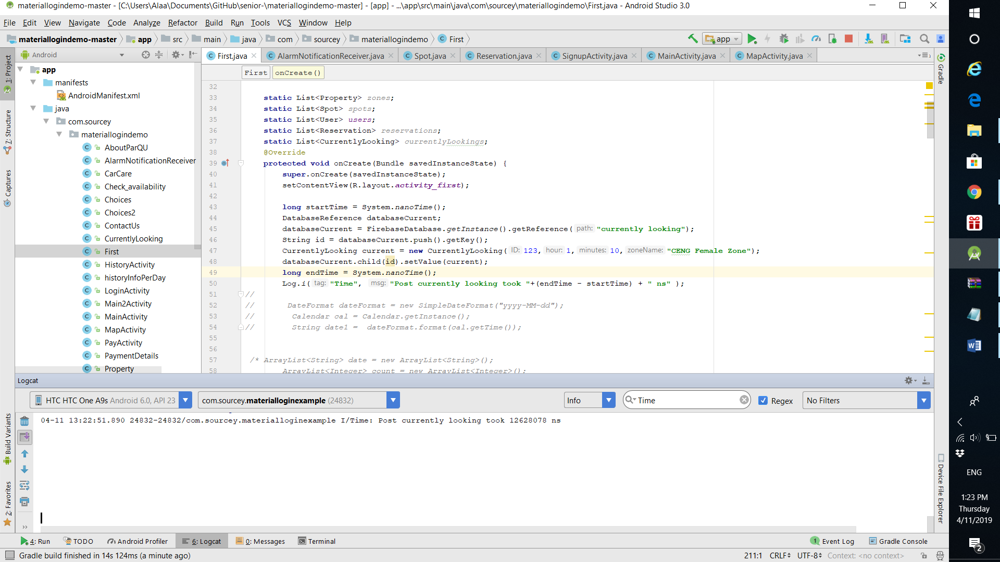 materiallogindemo-master - [C:\Users\Alaa\Documents\GitHub\senior-\materiallogindemo-master] - [app] - ...\app\src\main\java\com\sourcey\materiallogindemo\First.java - Android Studio 3.0
File Edit View Navigate Code Analyze Refactor Build Run Tools VCS Window Help
materiallogindemo-master app src main java com sourcey materiallogindemo First
app
Android
First.java AlarmNotificationReceiver.java Spot.java Reservation.java SignupActivity.java MainActivity.java MapActivity.java
First onCreate()
1: Project
7: Structure
Captures
Build Variants
2: Favorites
Gradle
Device File Explorer
app
manifests
AndroidManifest.xml
java
com.sourcey
materiallogindemo
AboutParQU
AlarmNotificationReceiver
CarCare
Check_availability
Choices
Choices2
ContactUs
CurrentlyLooking
First
HistoryActivity
historyInfoPerDay
LoginActivity
Main2Activity
MainActivity
MapActivity
PayActivity
PaymentDetails
Property
32
33 static List<Property> zones;
34 static List<Spot> spots;
35 static List<User> users;
36 static List<Reservation> reservations;
37 static List<CurrentlyLooking> currentlyLookings;
38 @Override
39 protected void onCreate(Bundle savedInstanceState) {
40 super.onCreate(savedInstanceState);
41 setContentView(R.layout.activity_first);
42
43 long startTime = System.nanoTime();
44 DatabaseReference databaseCurrent;
45 databaseCurrent = FirebaseDatabase.getInstance().getReference( path: "currently looking");
46 String id = databaseCurrent.push().getKey();
47 CurrentlyLooking current = new CurrentlyLooking( ID: 123, hour: 1, minutes: 10, zoneName: "CENG Female Zone");
48 databaseCurrent.child(id).setValue(current);
49 long endTime = System.nanoTime();
50 Log.i( tag: "Time", msg: "Post currently looking took "+(endTime - startTime) + " ns" );
51 //
52 // DateFormat dateFormat = new SimpleDateFormat("yyyy-MM-dd");
53 // Calendar cal = Calendar.getInstance();
54 // String date1 = dateFormat.format(cal.getTime());
55
56
57 /* ArrayList<String> date = new ArrayList<String>();
58 ArrayList<Integer> count = new ArrayList<Integer>();
Logcat
HTC HTC One A9s Android 6.0, API 23 com.sourcey.materialloginexample (24832) Info Time Regex No Filters
04-11 13:22:51.890 24832-24832/com.sourcey.materialloginexample I/Time: Post currently looking took 12628078 ns
4: Run TODO Android Profiler 6: Logcat 0: Messages Terminal 1 Event Log Gradle Console
Gradle build finished in 14s 124ms (a minute ago) 211:1 CRLF UTF-8 Context: <no context>
ENG
1:23 PM
Thursday
4/11/2019
2